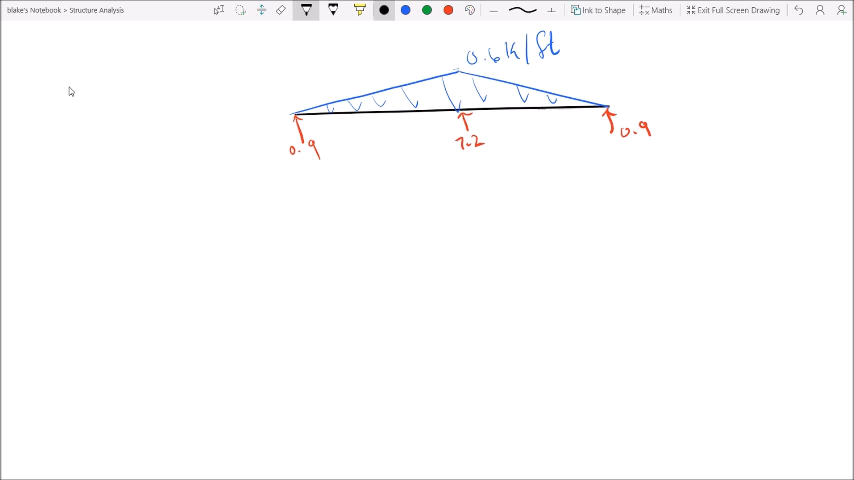 blake's Notebook > Structure Analysis
Ink to Shape
Maths
Exit Full Screen Drawing
0.6K/ft
0.9
7.2
0.9